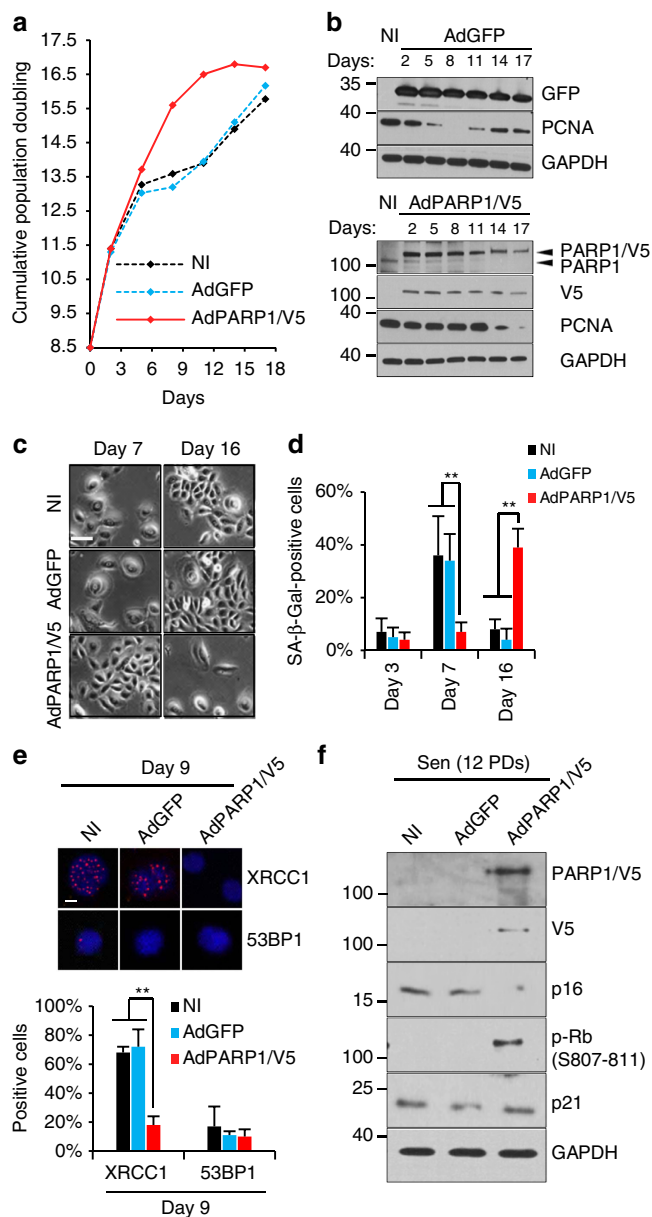 a
17.5
16.5
15.5
14.5
13.5
12.5
11.5
10.5
9.5
8.5
Cumulative population doubling
NI
AdGFP
AdPARP1/V5
0 3 6 9 12 15 18
Days
b
NI AdGFP
Days: 2 5 8 11 14 17
35
GFP
40
PCNA
40
GAPDH
NI AdPARP1/V5
Days: 2 5 8 11 14 17
PARP1/V5
100
PARP1
100
V5
40
PCNA
40
GAPDH
c
Day 7 Day 16
NI
AdGFP
AdPARP1/V5
d
NI
AdGFP
AdPARP1/V5
60%
40%
20%
0%
SA-β-Gal-positive cells
** **
Day 3
Day 7
Day 16
e
Day 9
NI
AdGFP
AdPARP1/V5
XRCC1
53BP1
100%
80%
60%
40%
20%
0%
Positive cells
**
NI
AdGFP
AdPARP1/V5
XRCC1 53BP1
Day 9
f
Sen (12 PDs)
NI
AdGFP
AdPARP1/V5
PARP1/V5
100
V5
100
p16
15
p-Rb
(S807-811)
100
25
p21
40
GAPDH